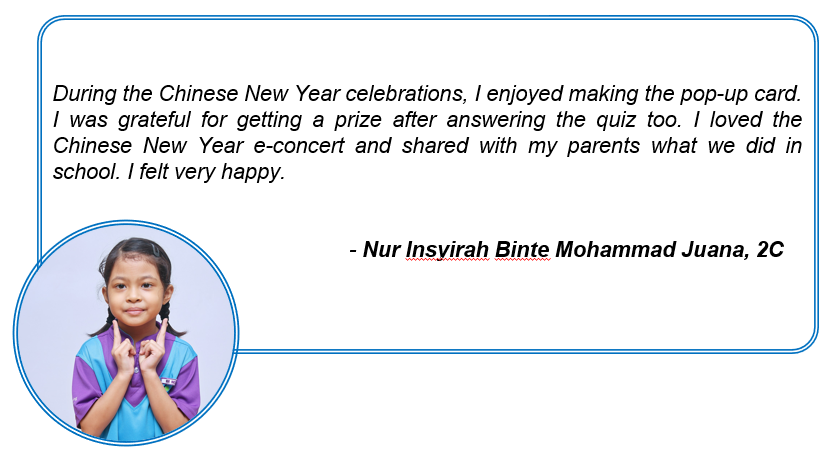 During the Chinese New Year celebrations, I enjoyed making the pop-up card.
I was grateful for getting a prize after answering the quiz too. I loved the
Chinese New Year e-concert and shared with my parents what we did in
school. I felt very happy.
- Nur Insyirah Binte Mohammad Juana, 2C